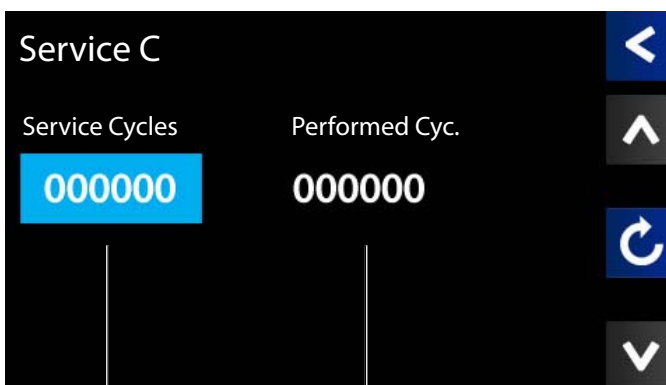 Service C
Service Cycles Performed Cyc.
000000 000000